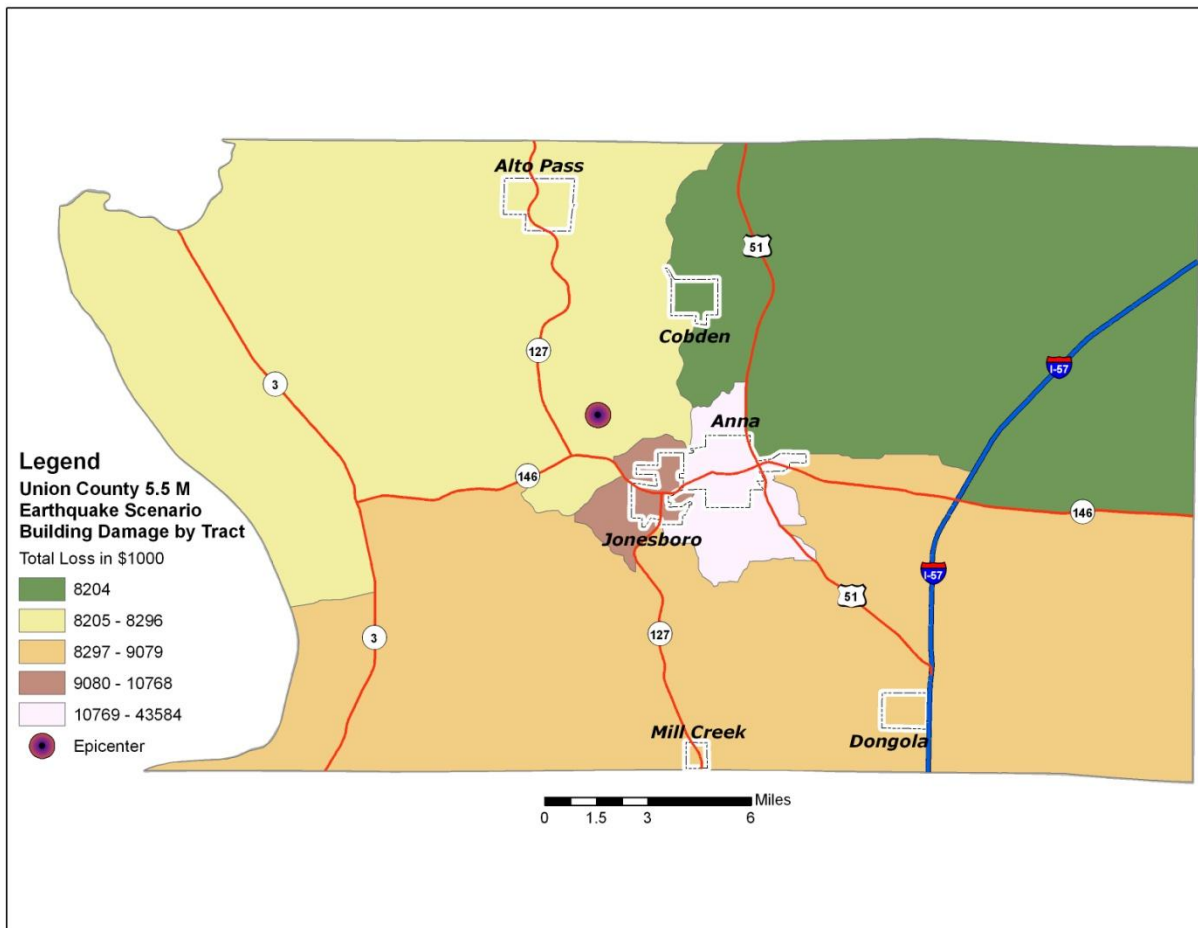 Alto Pass
51
Cobden
127
I-57
3
Anna
Legend
146
Union County 5.5 M
Earthquake Scenario
Building Damage by Tract
146
Jonesboro
Total Loss in $1000
I-57
8204
51
8205 - 8296
127
3
8297 - 9079
9080 - 10768
10769 - 43584
Mill Creek
Dongola
Epicenter
Miles
0 1.5 3 6